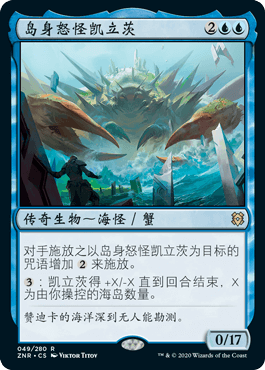 岛身怒怪凯立茨 2
传奇生物～海怪 / 蟹
对手施放之以岛身怒怪凯立茨为目标的
咒语增加 2 来施放。
3：凯立茨得 +X/-X 直到回合结束，X
为由你操控的海岛数量。
赞迪卡的海洋深到无人能勘测。
0/17
049/280 R
ZNR • CS VIKTOR TITOV
™ & © 2020 Wizards of the Coast